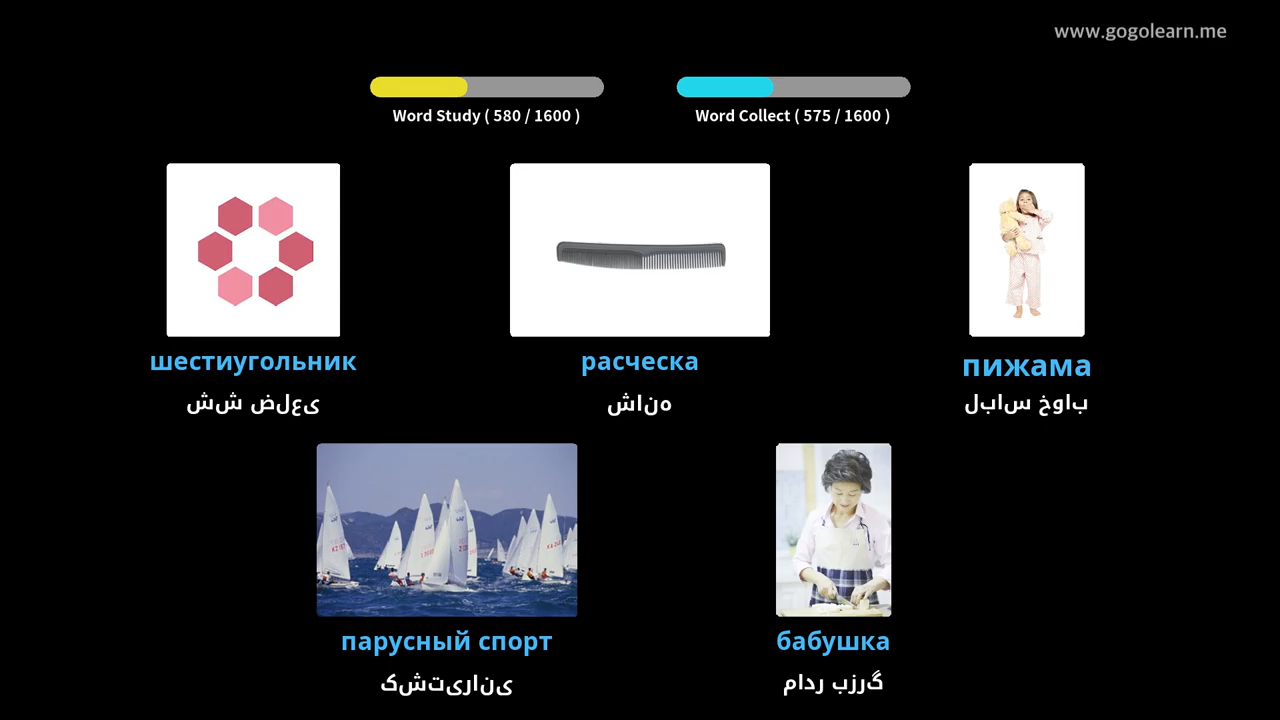 www.gogolearn.me
Word Study ( 580 / 1600 )
Word Collect ( 575 / 1600 )
шестиугольник
شش ضلعی
расческа
شانه
пижама
لباس خواب
парусный спорт
کشتیرانی
бабушка
مادر بزرگ